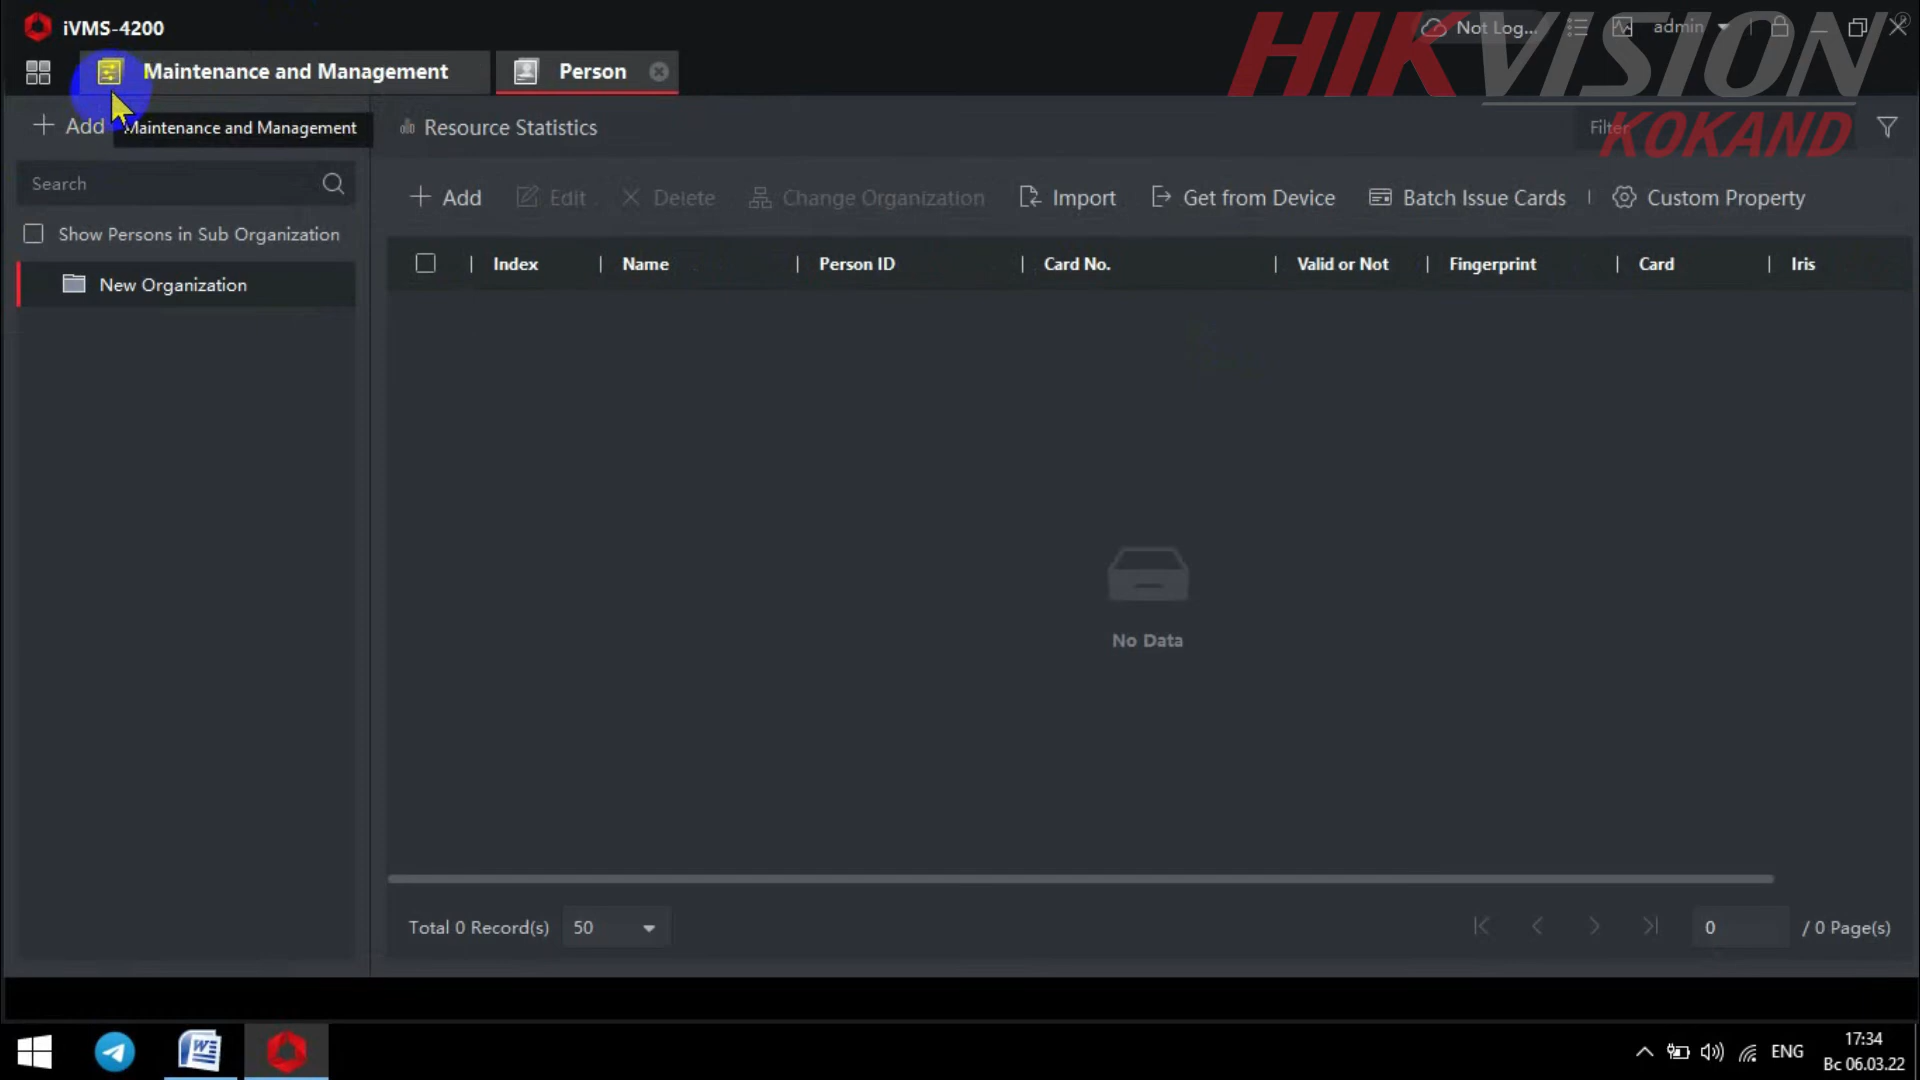 iVMS-4200
Not Log...
admin
HIKVISION
KOKAND
Maintenance and Management
Person
Add
Maintenance and Management
Resource Statistics
Filter
Search
Add
Edit
Delete
Change Organization
Import
Get from Device
Batch Issue Cards
Custom Property
Show Persons in Sub Organization
Index
Name
Person ID
Card No.
Valid or Not
Fingerprint
Card
Iris
New Organization
No Data
Total 0 Record(s)
50
0
/ 0 Page(s)
ENG
17:34
Вс 06.03.22